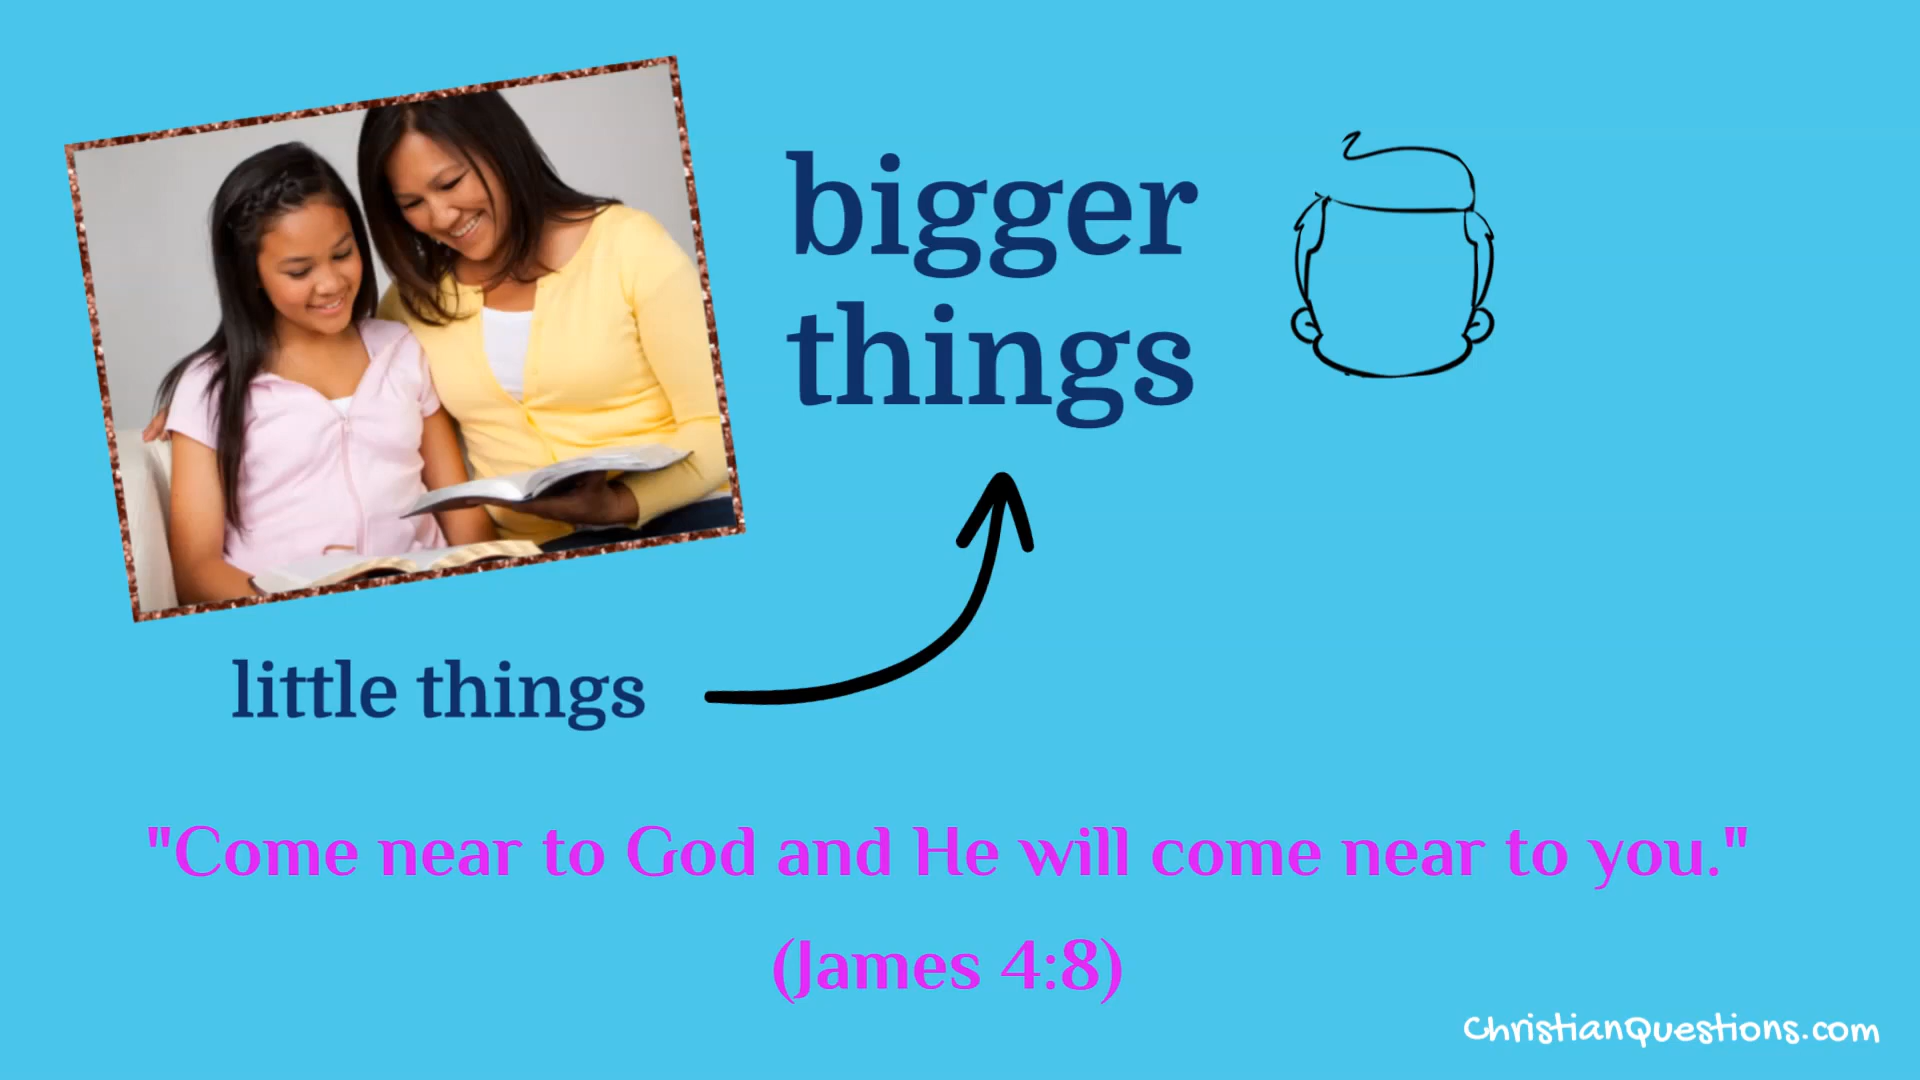 bigger
things
little things
"Come near to God and He will come near to you."
(James 4:8)
ChristianQuestions.com